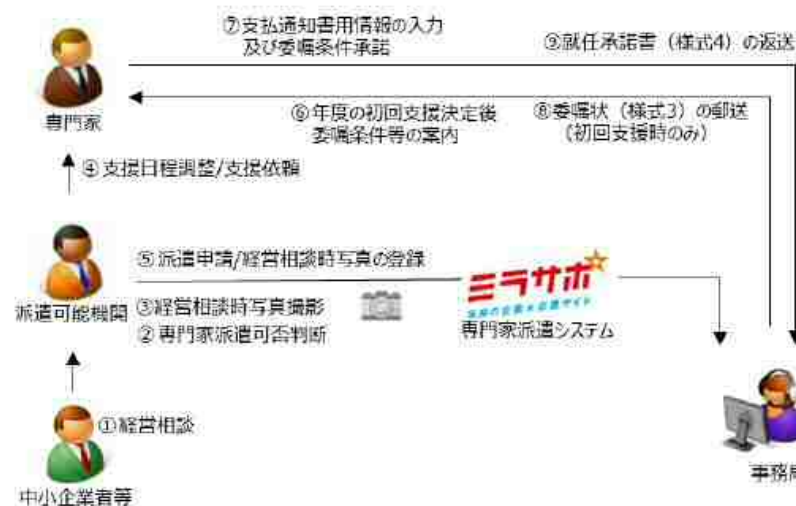 ⑦支払通知書用情報の入力
及び委嘱条件承諾
⑨就任承諾書（様式4）の返送
専門家
⑥年度の初回支援決定後
委嘱条件等の案内
⑧委嘱状（様式3）の郵送
（初回支援時のみ）
④支援日程調整/支援依頼
⑤派遣申請/経営相談時写真の登録
派遣可能機関
③経営相談時写真撮影
②専門家派遣可否判断
ミラサポ
専門家派遣システム
①経営相談
中小企業者等
事務局